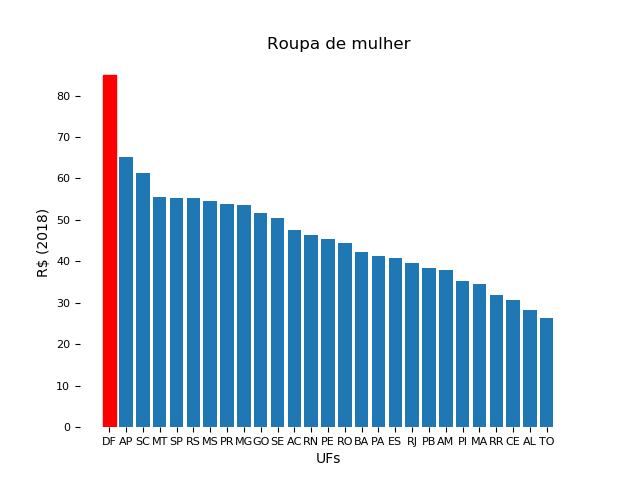 Roupa de mulher
R$ (2018)
80
70
60
50
40
30
20
10
0
DF AP SC MT SP RS MS PR MG GO SE AC RN PE RO BA PA ES RJ PB AM PI MA RR CE AL TO
UFs